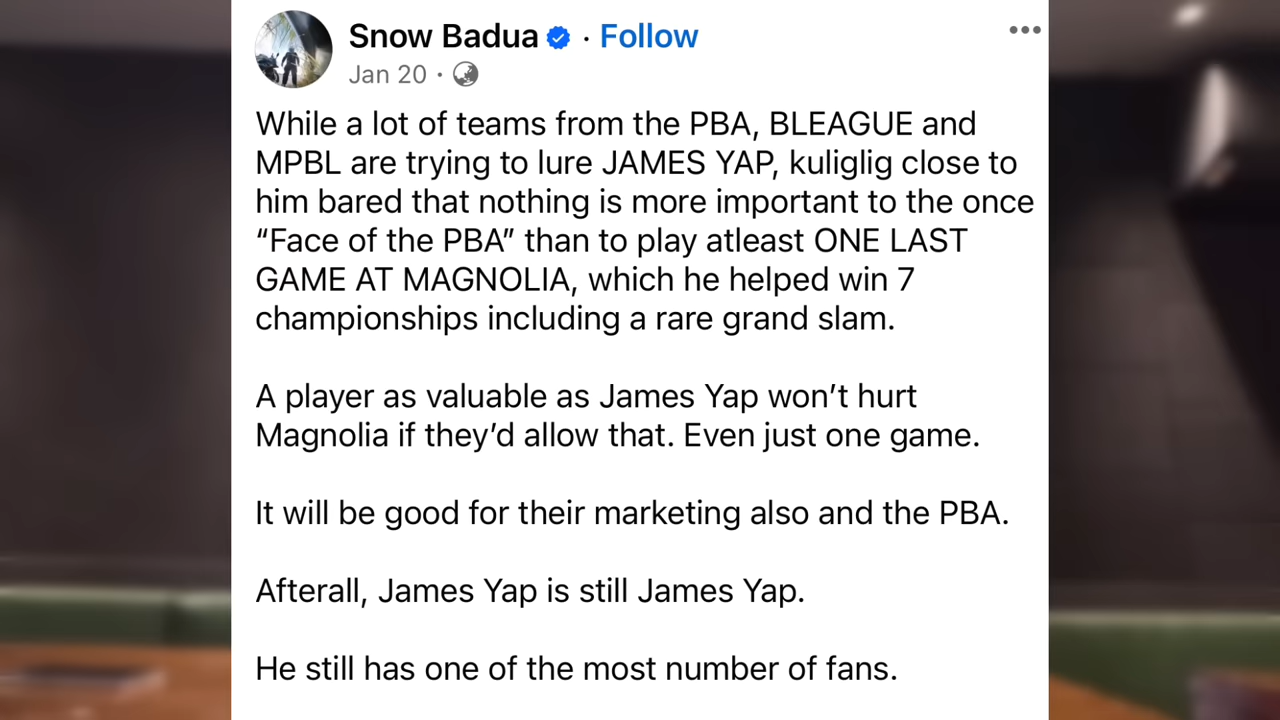 Snow Badua · Follow
Jan 20 ·
While a lot of teams from the PBA, BLEAGUE and
MPBL are trying to lure JAMES YAP, kuliglig close to
him bared that nothing is more important to the once
“Face of the PBA” than to play atleast ONE LAST
GAME AT MAGNOLIA, which he helped win 7
championships including a rare grand slam.
A player as valuable as James Yap won’t hurt
Magnolia if they’d allow that. Even just one game.
It will be good for their marketing also and the PBA.
Afterall, James Yap is still James Yap.
He still has one of the most number of fans.